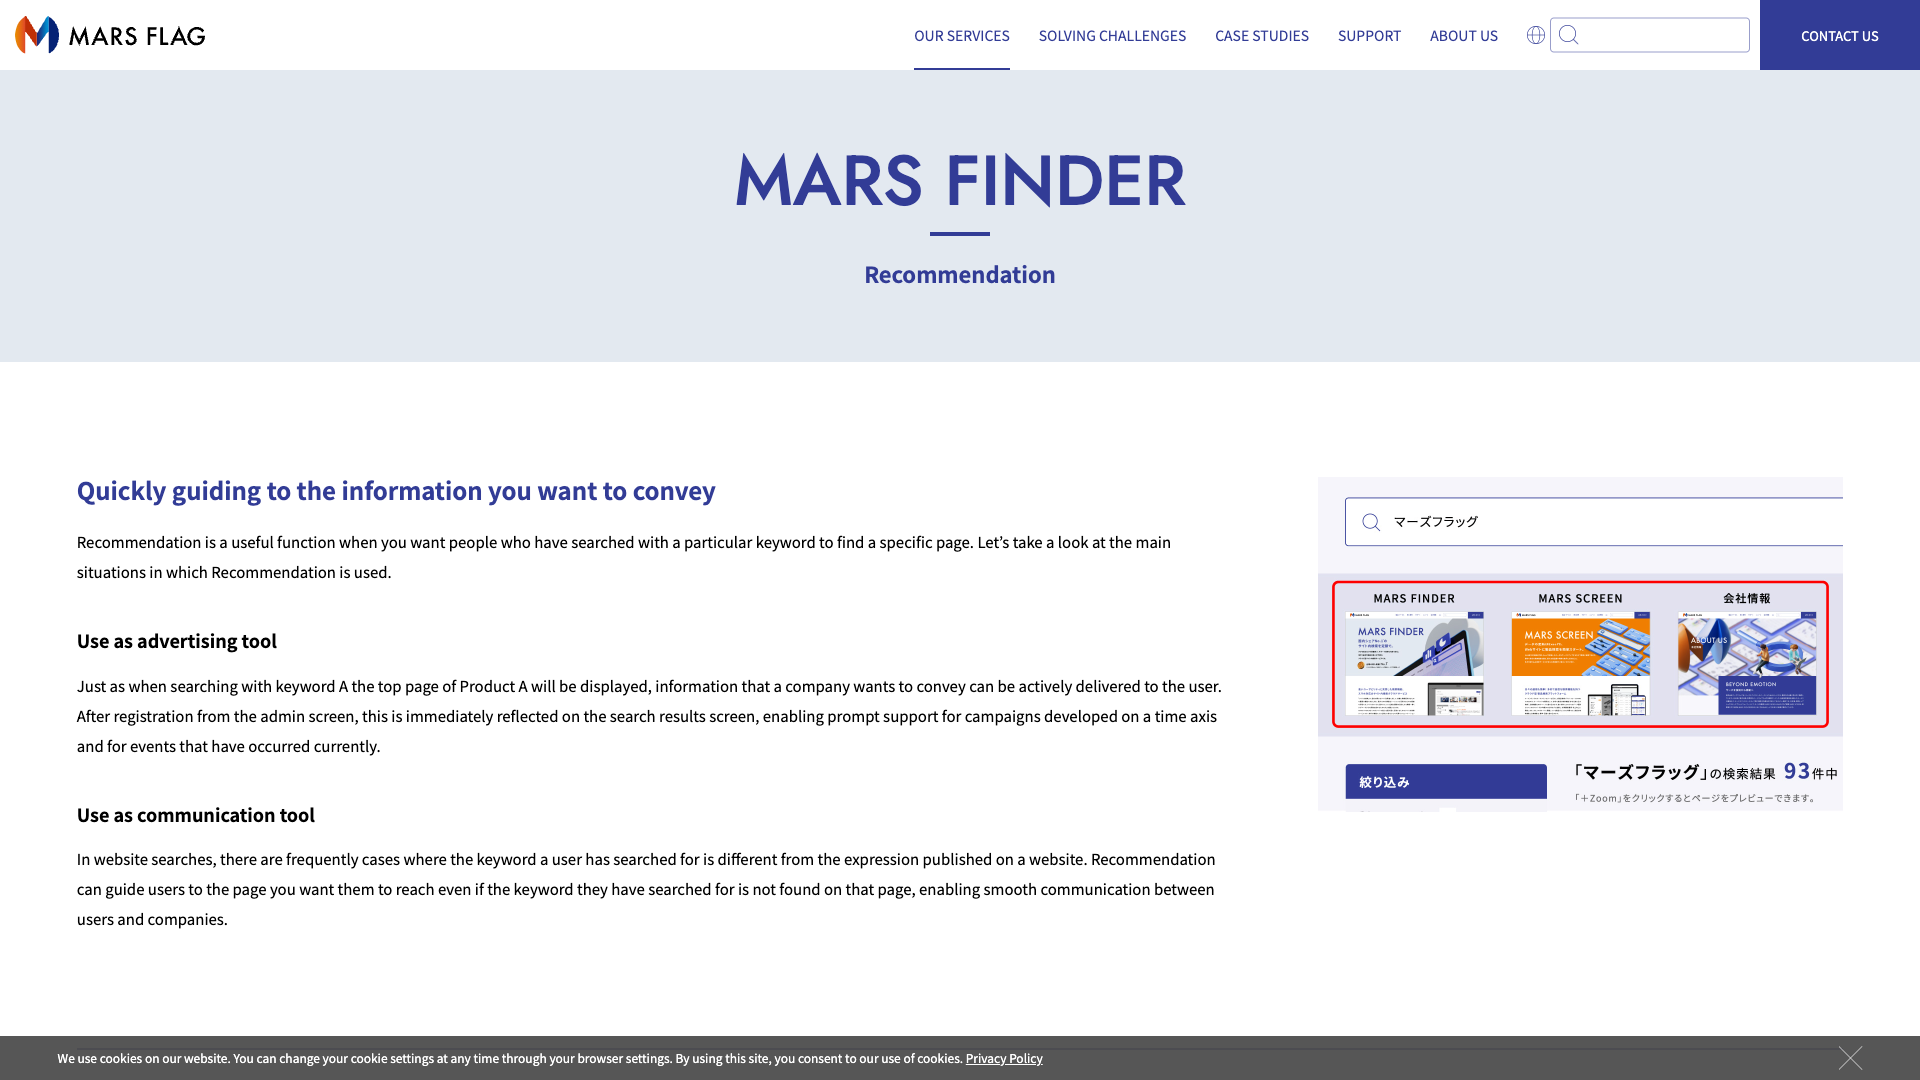 MARS FLAG
OUR SERVICES
SOLVING CHALLENGES
CASE STUDIES
SUPPORT
ABOUT US
CONTACT US
MARS FINDER
Recommendation
Quickly guiding to the information you want to convey
Recommendation is a useful function when you want people who have searched with a particular keyword to find a specific page. Let’s take a look at the main
situations in which Recommendation is used.
Use as advertising tool
Just as when searching with keyword A the top page of Product A will be displayed, information that a company wants to convey can be actively delivered to the user.
After registration from the admin screen, this is immediately reflected on the search results screen, enabling prompt support for campaigns developed on a time axis
and for events that have occurred currently.
Use as communication tool
In website searches, there are frequently cases where the keyword a user has searched for is different from the expression published on a website. Recommendation
can guide users to the page you want them to reach even if the keyword they have searched for is not found on that page, enabling smooth communication between
users and companies.
マーズフラッグ
MARS FINDER
MARS SCREEN
会社情報
MARS FINDER
MARS SCREEN
ABOUT US
BEYOND EMOTION
絞り込み
「マーズフラッグ」の検索結果 93件中
「＋Zoom」をクリックするとページをプレビューできます。
We use cookies on our website. You can change your cookie settings at any time through your browser settings. By using this site, you consent to our use of cookies. Privacy Policy